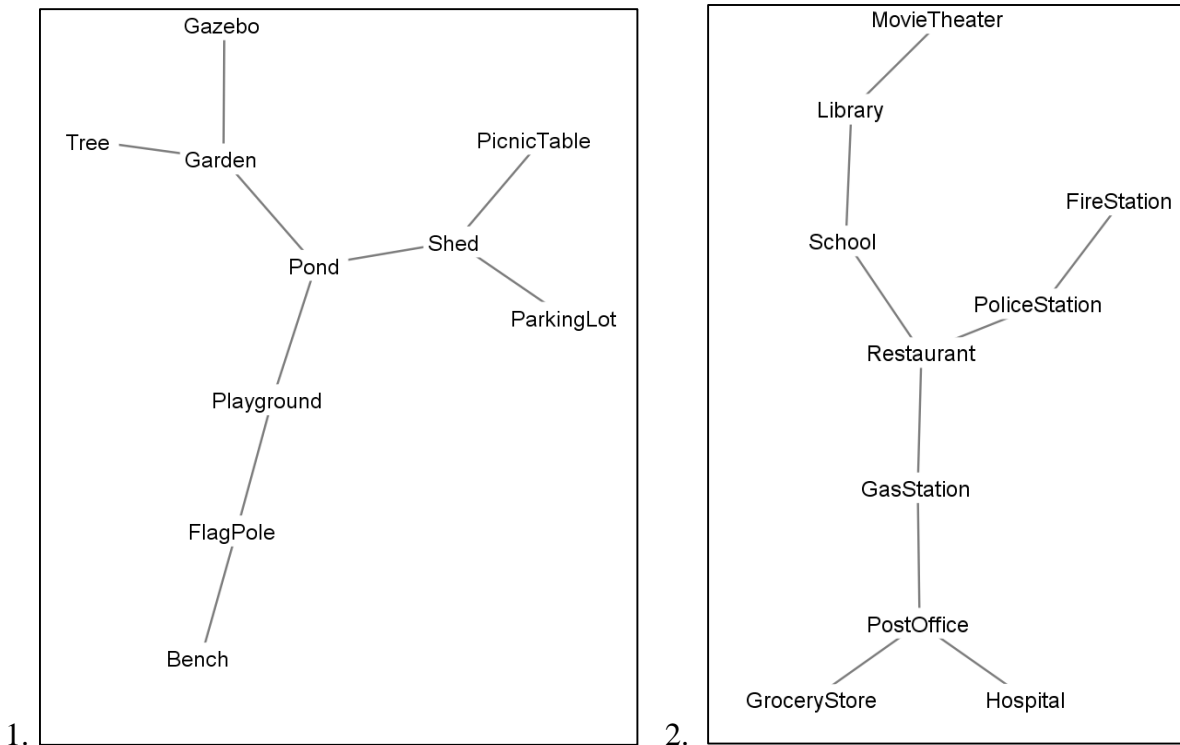 Gazebo
Tree
Garden
PicnicTable
Shed
Pond
ParkingLot
Playground
FlagPole
Bench
1.
MovieTheater
Library
FireStation
School
PoliceStation
Restaurant
GasStation
PostOffice
GroceryStore
Hospital
2.